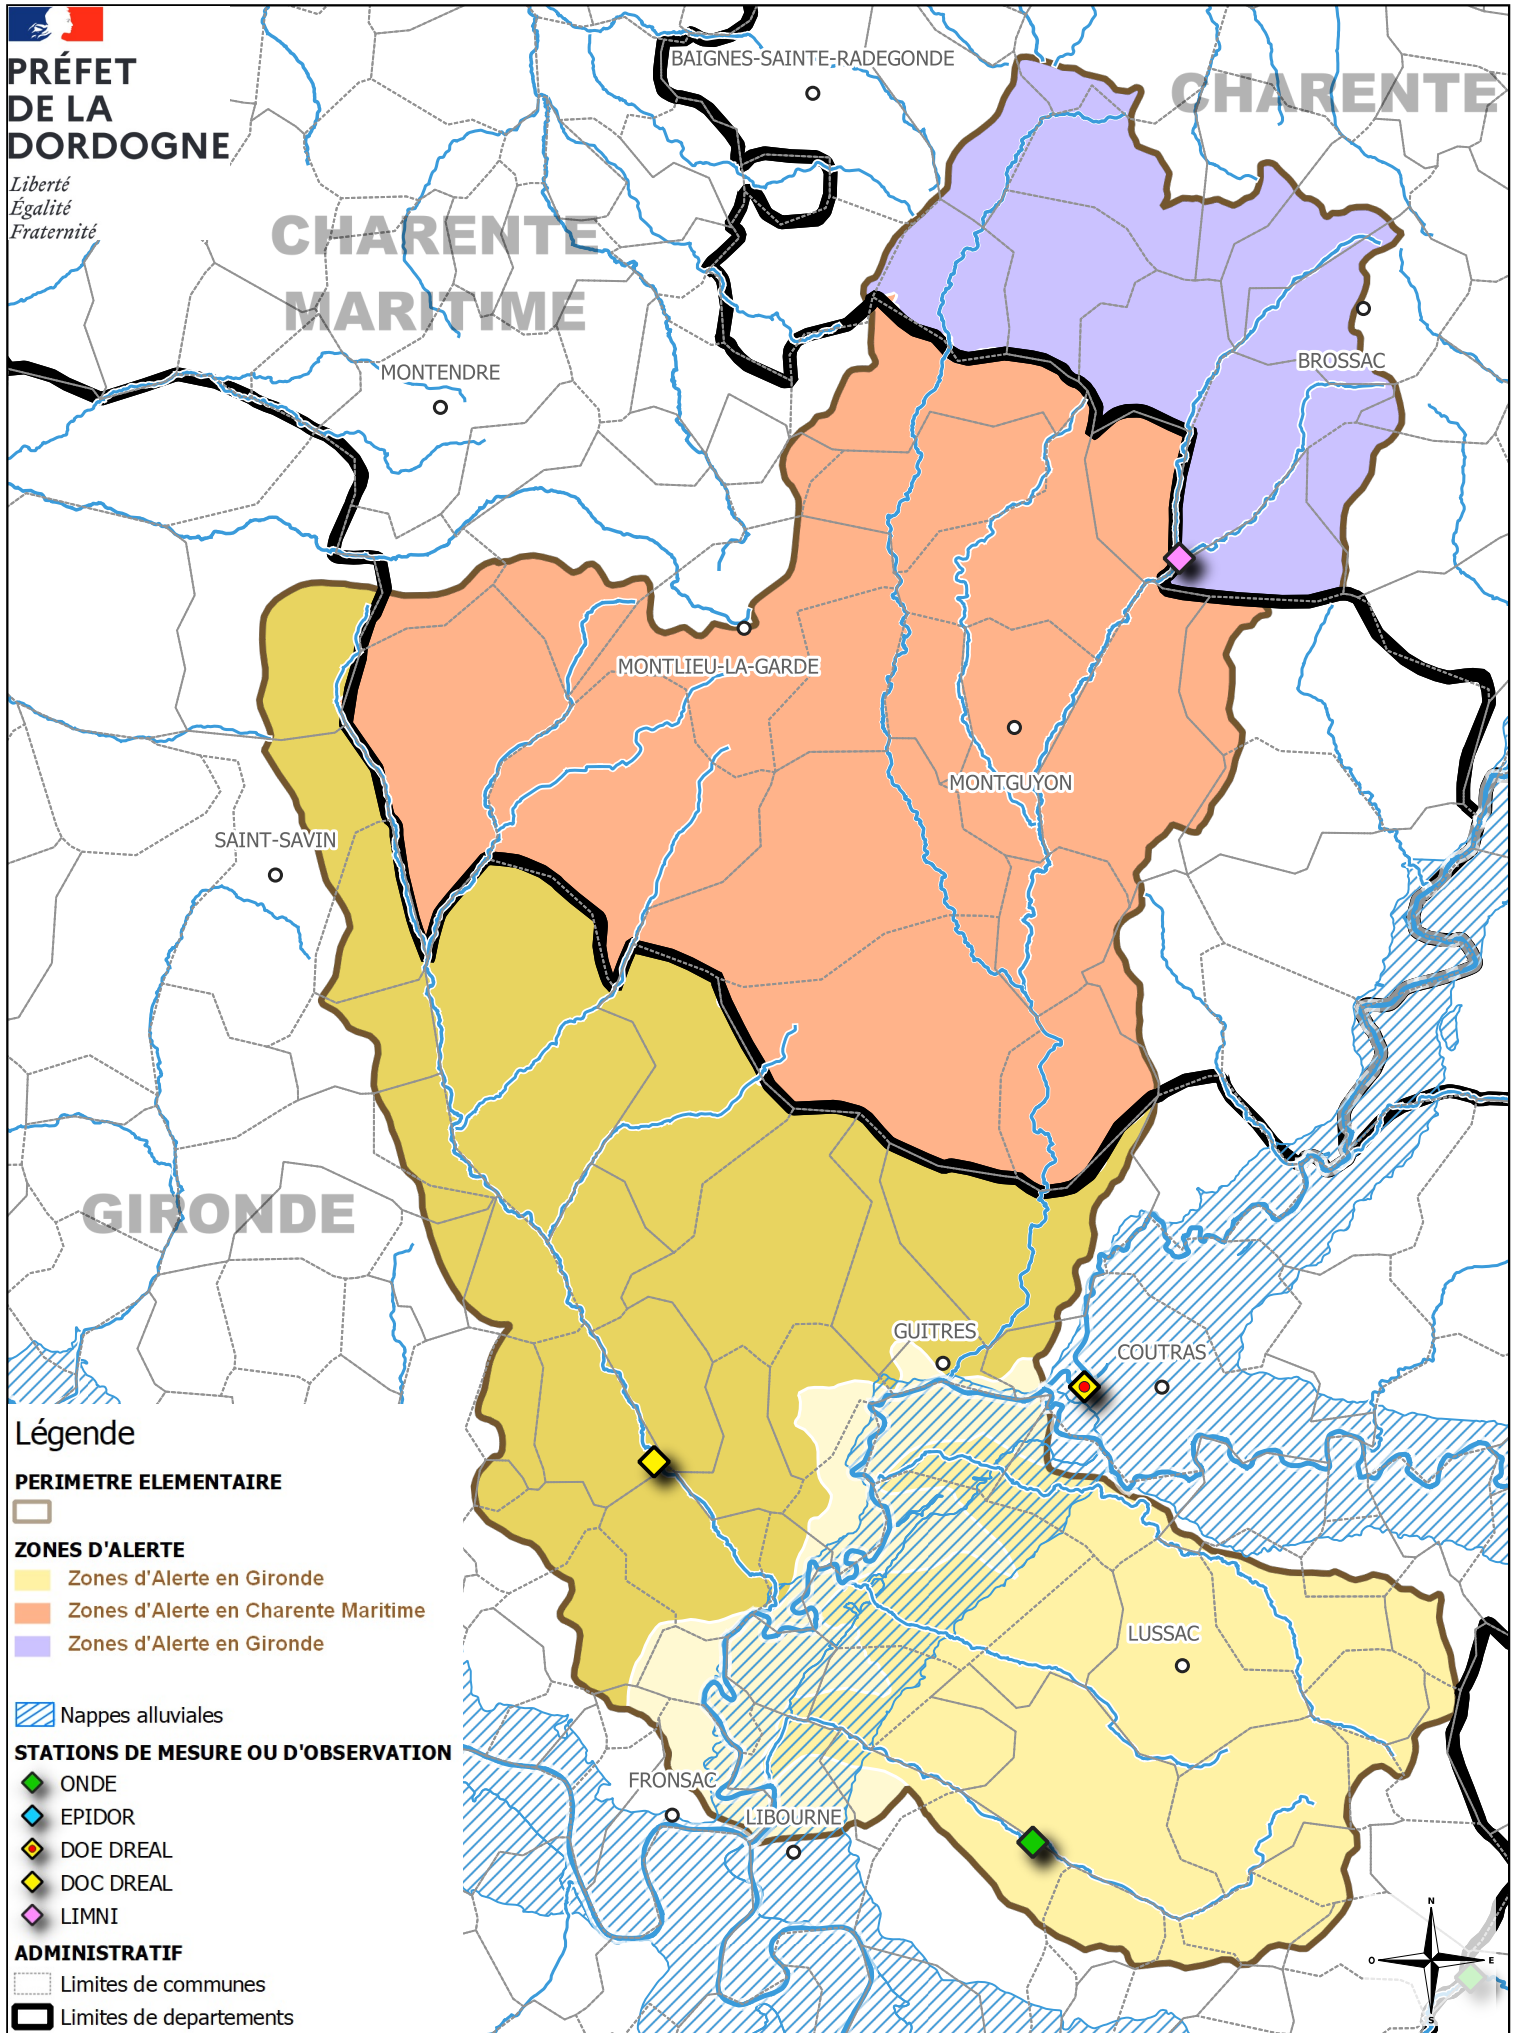 PRÉFET
DE LA
DORDOGNE
Liberté
Égalité
Fraternité
BAIGNES-SAINTE-RADEGONDE
CHARENTE
CHARENTE
MARITIME
MONTENDRE
BROSSAC
MONTLIEU-LA-GARDE
MONTGUYON
SAINT-SAVIN
GIRONDE
GUITRES
COUTRAS
LUSSAC
FRONSAC
LIBOURNE
Légende
PERIMETRE ELEMENTAIRE
ZONES D'ALERTE
Zones d'Alerte en Gironde
Zones d'Alerte en Charente Maritime
Zones d'Alerte en Gironde
Nappes alluviales
STATIONS DE MESURE OU D'OBSERVATION
ONDE
EPIDOR
DOE DREAL
DOC DREAL
LIMNI
ADMINISTRATIF
Limites de communes
Limites de departements
N
O
E
S